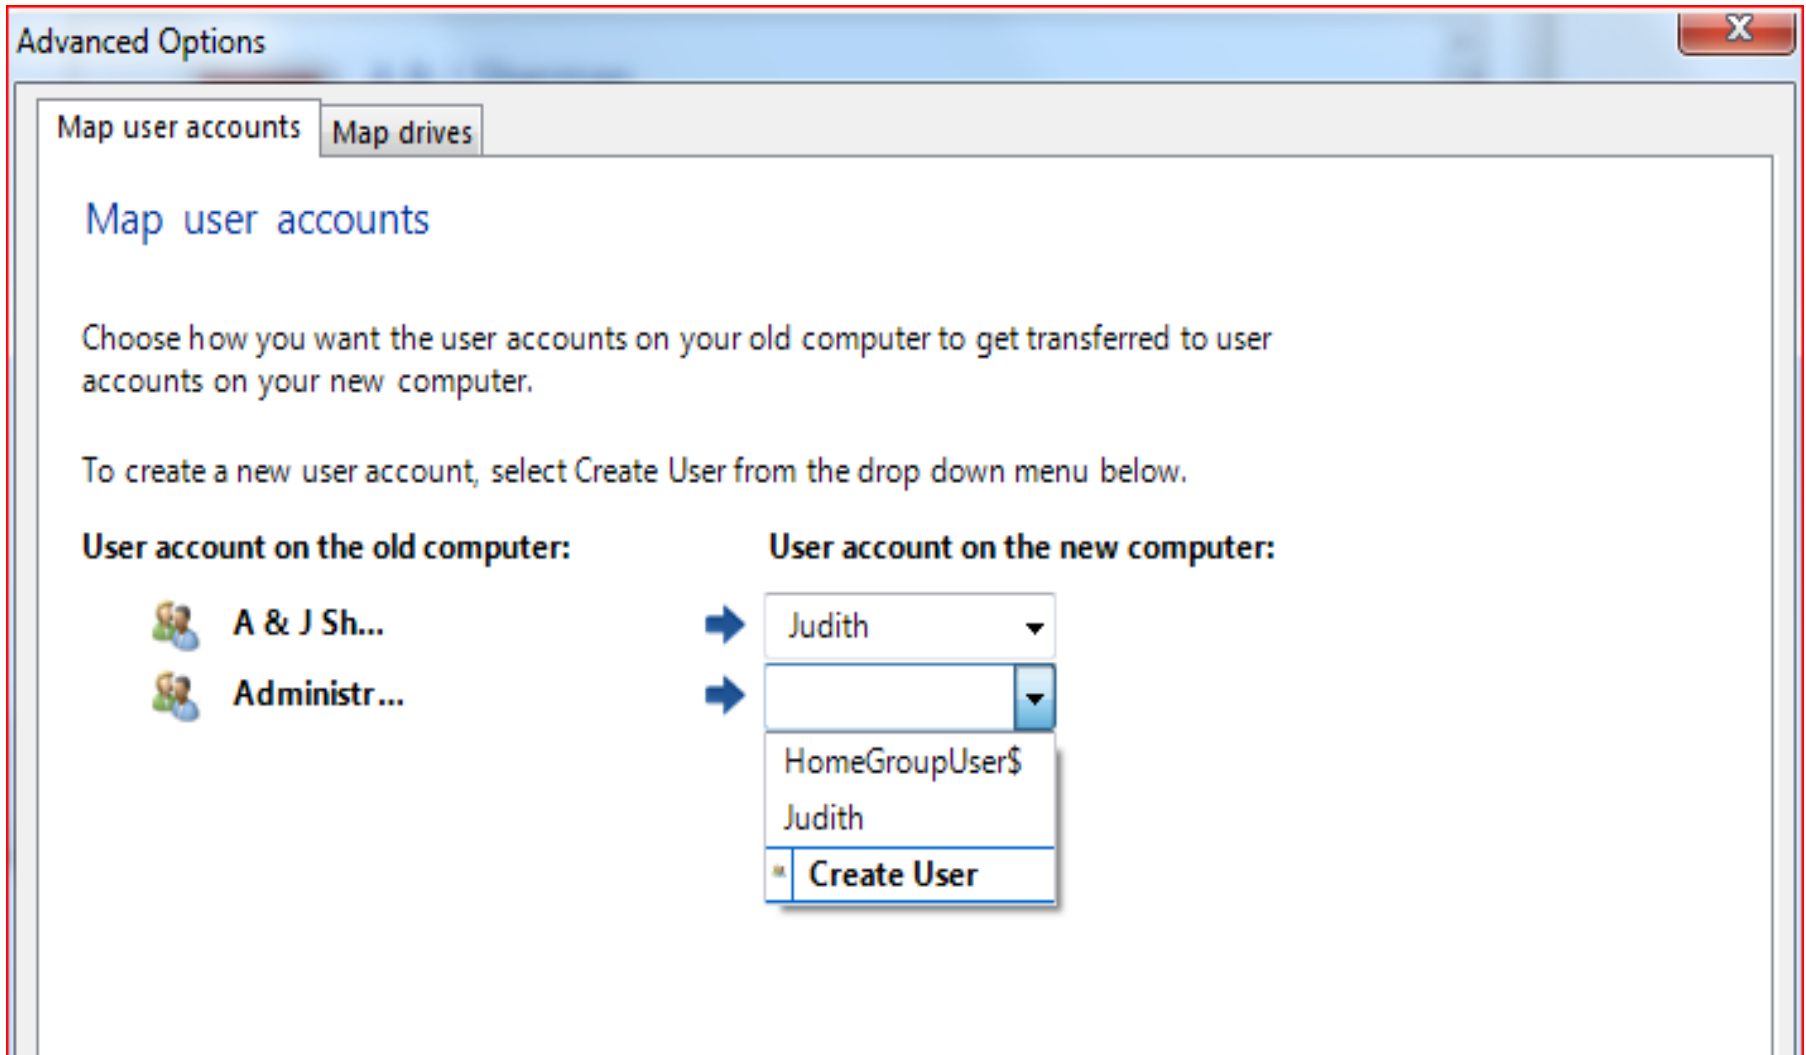 Advanced Options
X
Map user accounts
Map drives
Map user accounts
Choose how you want the user accounts on your old computer to get transferred to user
accounts on your new computer.
To create a new user account, select Create User from the drop down menu below.
User account on the old computer:
User account on the new computer:
A & J Sh...
Judith
Administr...
HomeGroupUser$
Judith
Create User